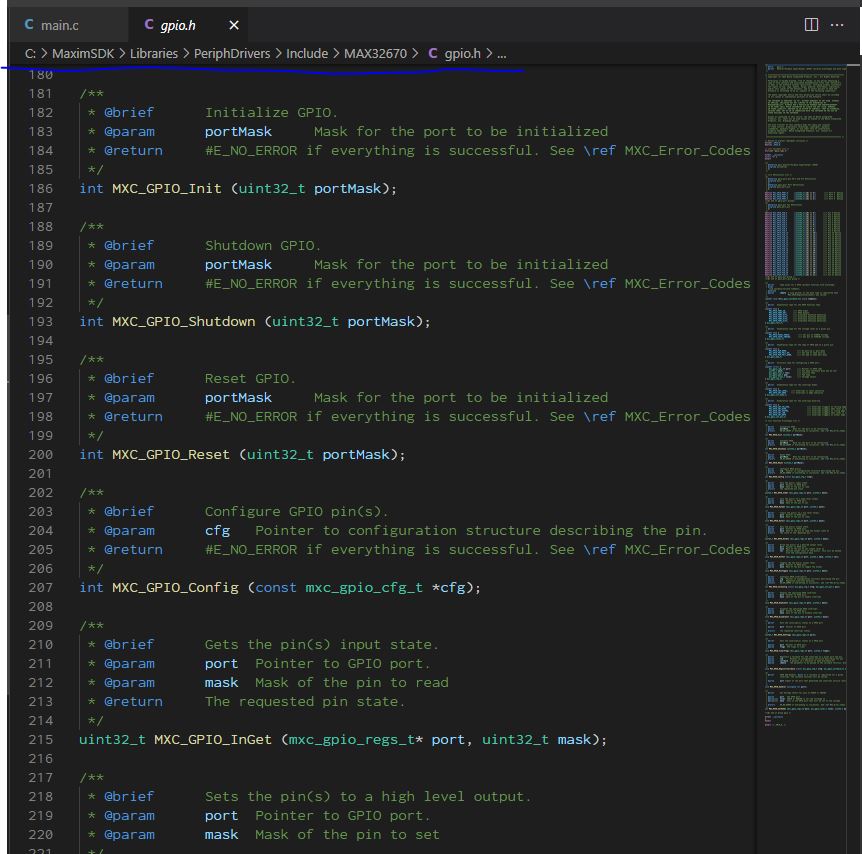 C main.c C gpio.h × ...
C: > MaximSDK > Libraries > PeriphDrivers > Include > MAX32670 > C gpio.h > ...
180
181 /**
182 * @brief Initialize GPIO.
183 * @param portMask Mask for the port to be initialized
184 * @return #E_NO_ERROR if everything is successful. See \ref MXC_Error_Codes
185 */
186 int MXC_GPIO_Init (uint32_t portMask);
187
188 /**
189 * @brief Shutdown GPIO.
190 * @param portMask Mask for the port to be initialized
191 * @return #E_NO_ERROR if everything is successful. See \ref MXC_Error_Codes
192 */
193 int MXC_GPIO_Shutdown (uint32_t portMask);
194
195 /**
196 * @brief Reset GPIO.
197 * @param portMask Mask for the port to be initialized
198 * @return #E_NO_ERROR if everything is successful. See \ref MXC_Error_Codes
199 */
200 int MXC_GPIO_Reset (uint32_t portMask);
201
202 /**
203 * @brief Configure GPIO pin(s).
204 * @param cfg Pointer to configuration structure describing the pin.
205 * @return #E_NO_ERROR if everything is successful. See \ref MXC_Error_Codes
206 */
207 int MXC_GPIO_Config (const mxc_gpio_cfg_t *cfg);
208
209 /**
210 * @brief Gets the pin(s) input state.
211 * @param port Pointer to GPIO port.
212 * @param mask Mask of the pin to read
213 * @return The requested pin state.
214 */
215 uint32_t MXC_GPIO_InGet (mxc_gpio_regs_t* port, uint32_t mask);
216
217 /**
218 * @brief Sets the pin(s) to a high level output.
219 * @param port Pointer to GPIO port.
220 * @param mask Mask of the pin to set
221 */